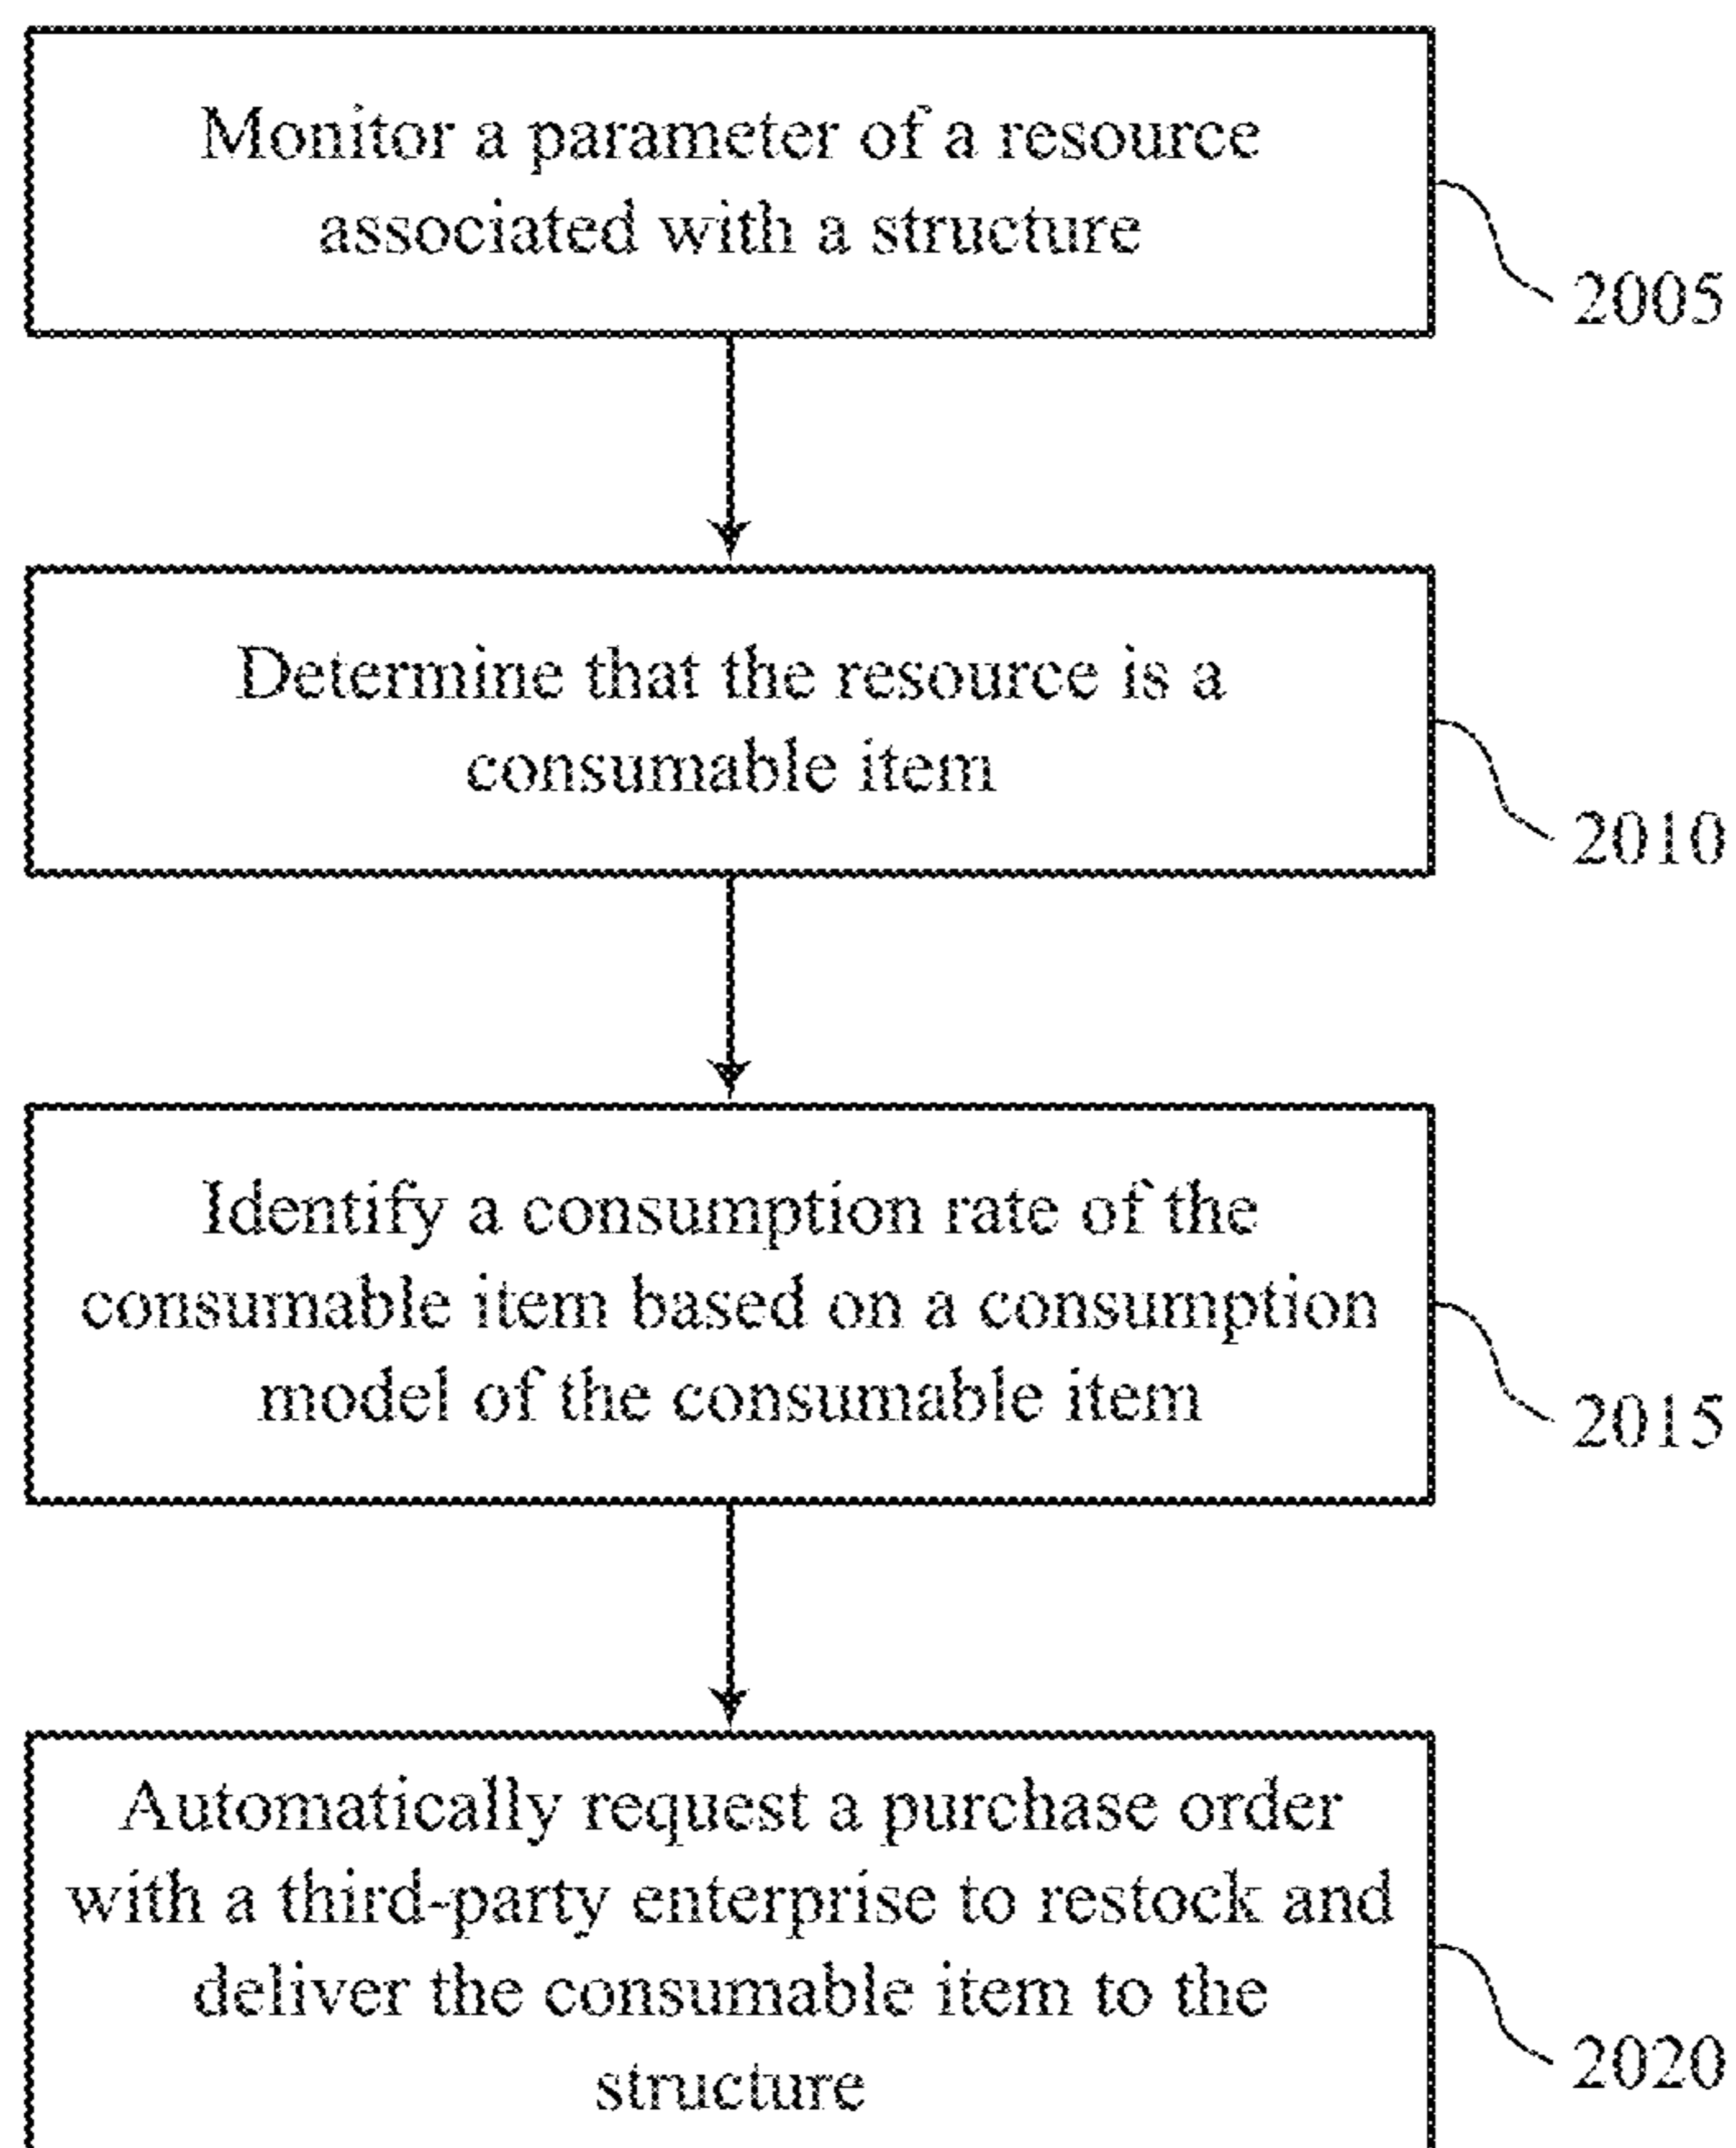 Monitor a parameter of a resource
associated with a structure
2005
Determine that the resource is a
consumable item
2010
Identify a consumption rate of the
consumable item based on a consumption
model of the consumable item
2015
Automatically request a purchase order
with a third-party enterprise to restock and
deliver the consumable item to the
structure
2020